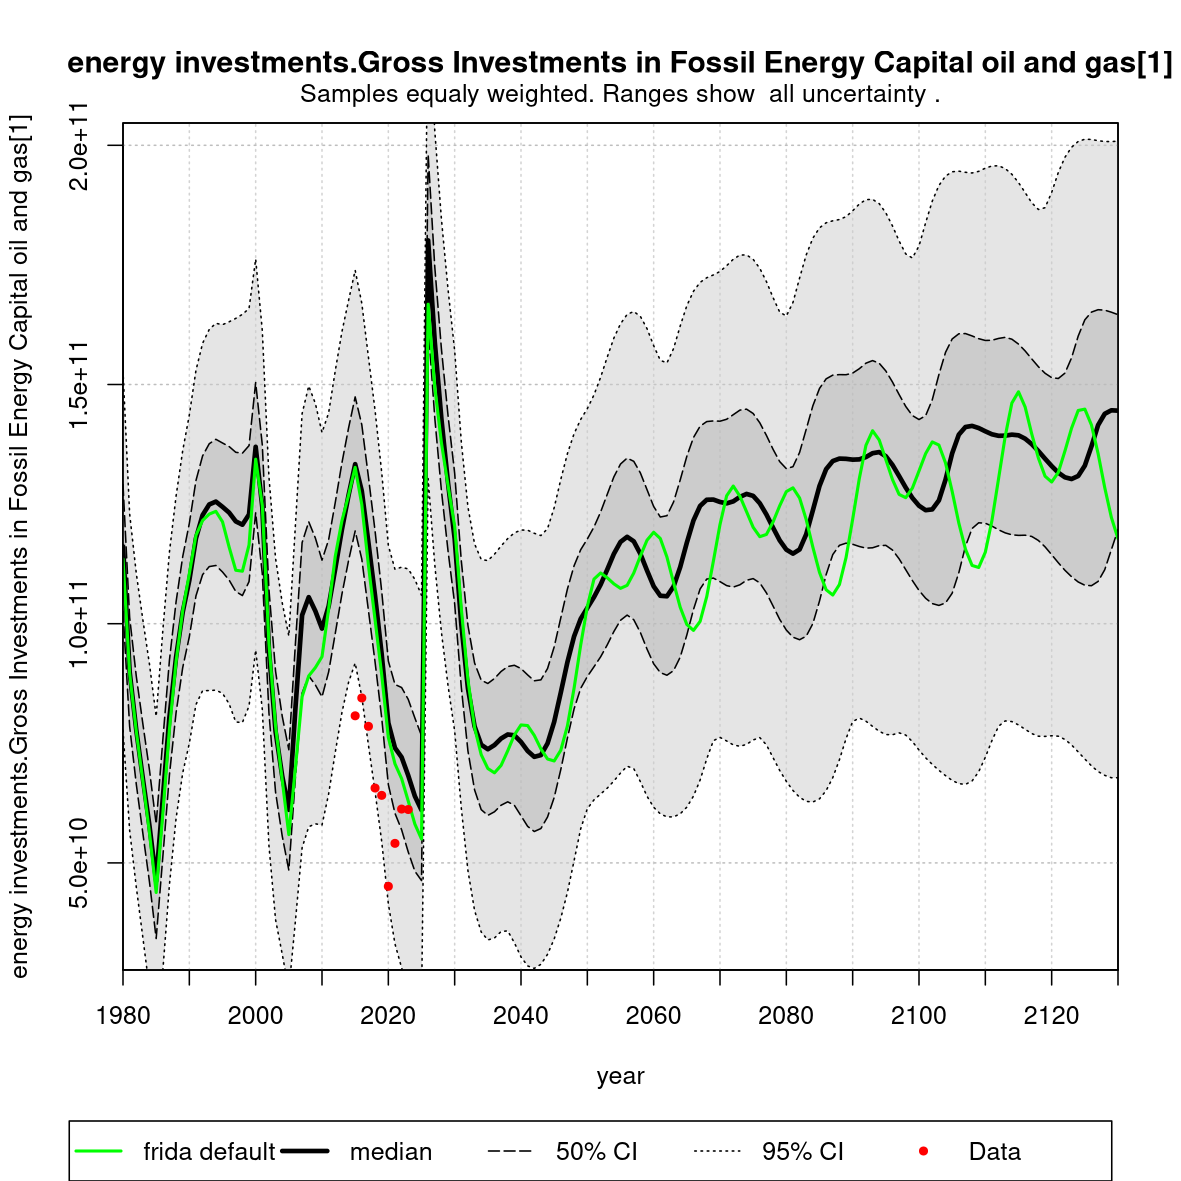 energy investments.Gross Investments in Fossil Energy Capital oil and gas[1]
Samples equaly weighted. Ranges show  all uncertainty .
energy investments.Gross Investments in Fossil Energy Capital oil and gas[1]
2.0e+11
1.5e+11
1.0e+11
5.0e+10
1980 2000 2020 2040 2060 2080 2100 2120
year
frida default median 50% CI 95% CI Data